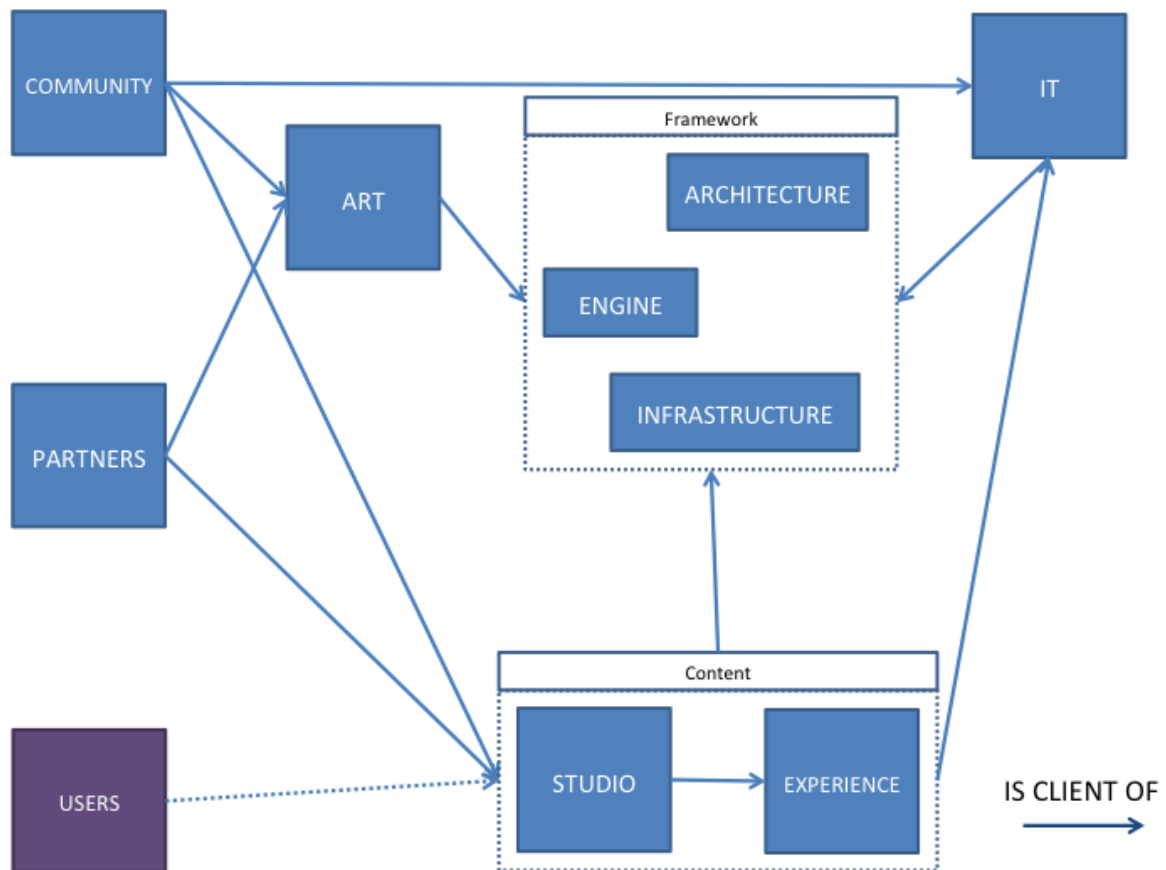 COMMUNITY
IT
Framework
ARCHITECTURE
ART
ENGINE
INFRASTRUCTURE
PARTNERS
Content
STUDIO
EXPERIENCE
USERS
IS CLIENT OF